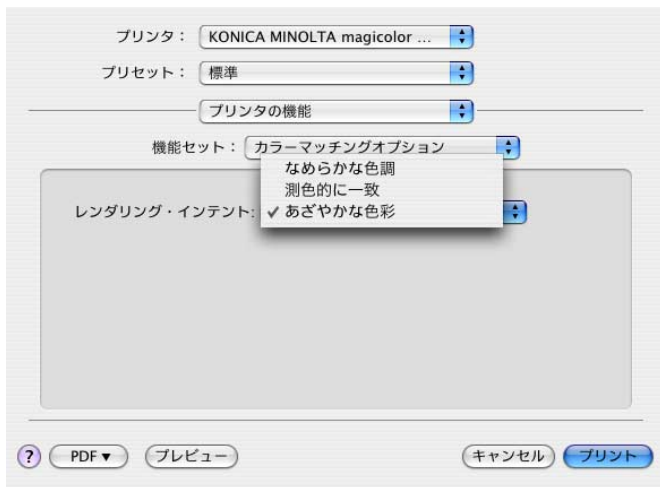 プリンタ： KONICA MINOLTA magicolor ...
プリセット： 標準
プリンタの機能
機能セット： カラーマッチングオプション
なめらかな色調
測色的に一致
レンダリング・インテント: ✓ あざやかな色彩
? PDF ▼ プレビュー キャンセル プリント